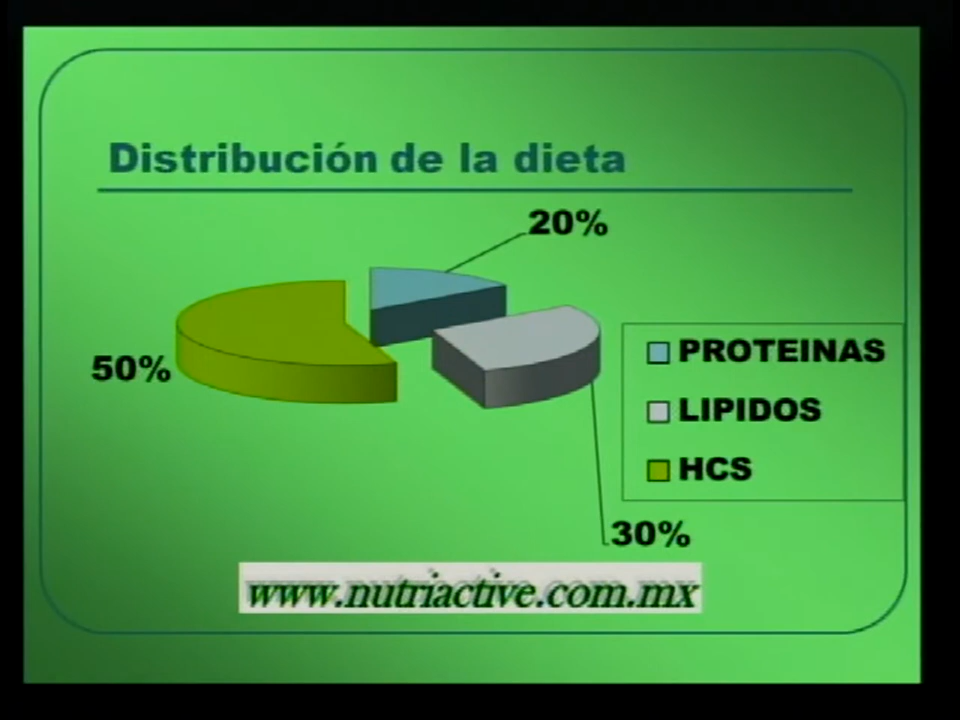 Distribución de la dieta
20%
50%
PROTEINAS
LIPIDOS
HCS
30%
www.nutriactive.com.mx